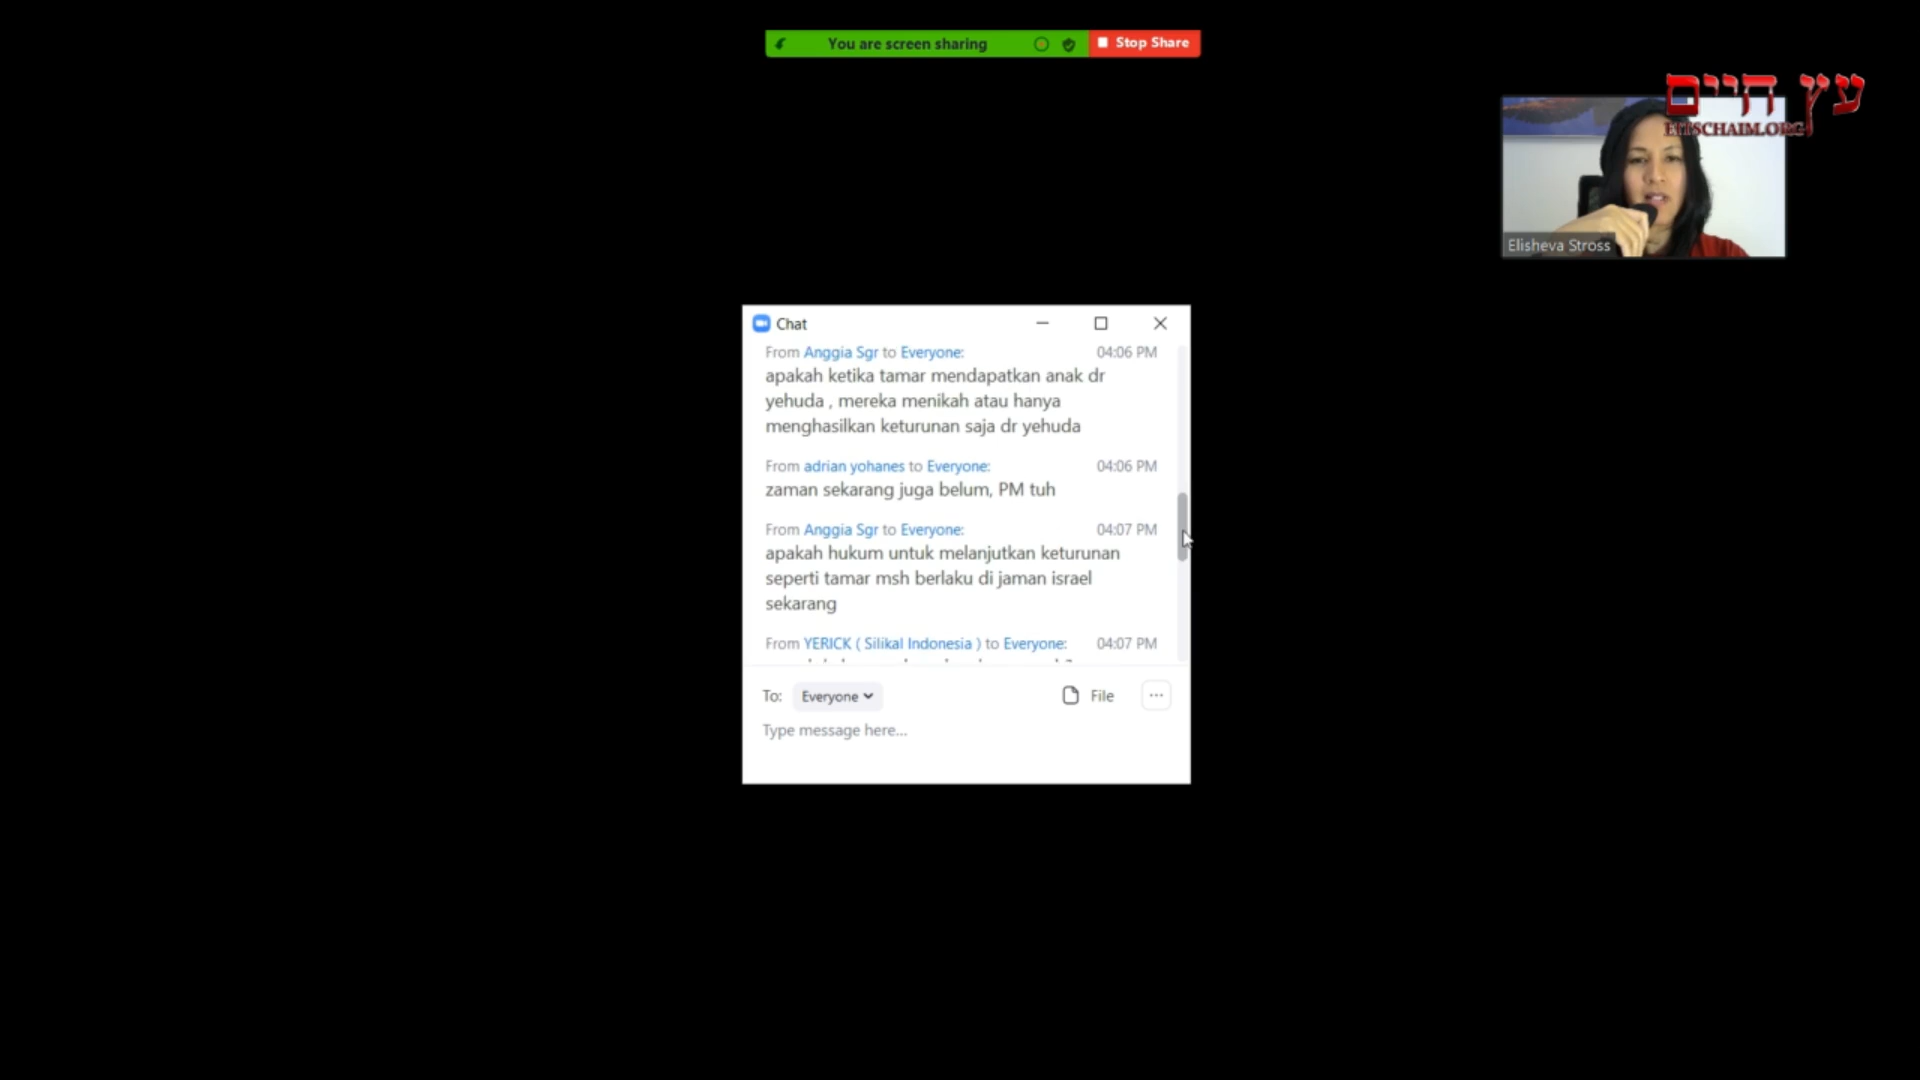 You are screen sharing
Stop Share
עץ חיים
EITSCHAIM.ORG
Elisheva Stross
Chat
From Anggia Sgr to Everyone: 04:06 PM
apakah ketika tamar mendapatkan anak dr
yehuda , mereka menikah atau hanya
menghasilkan keturunan saja dr yehuda
From adrian yohanes to Everyone: 04:06 PM
zaman sekarang juga belum, PM tuh
From Anggia Sgr to Everyone: 04:07 PM
apakah hukum untuk melanjutkan keturunan
seperti tamar msh berlaku di jaman israel
sekarang
From YERICK ( Silikal Indonesia ) to Everyone: 04:07 PM
To: Everyone
File
Type message here...